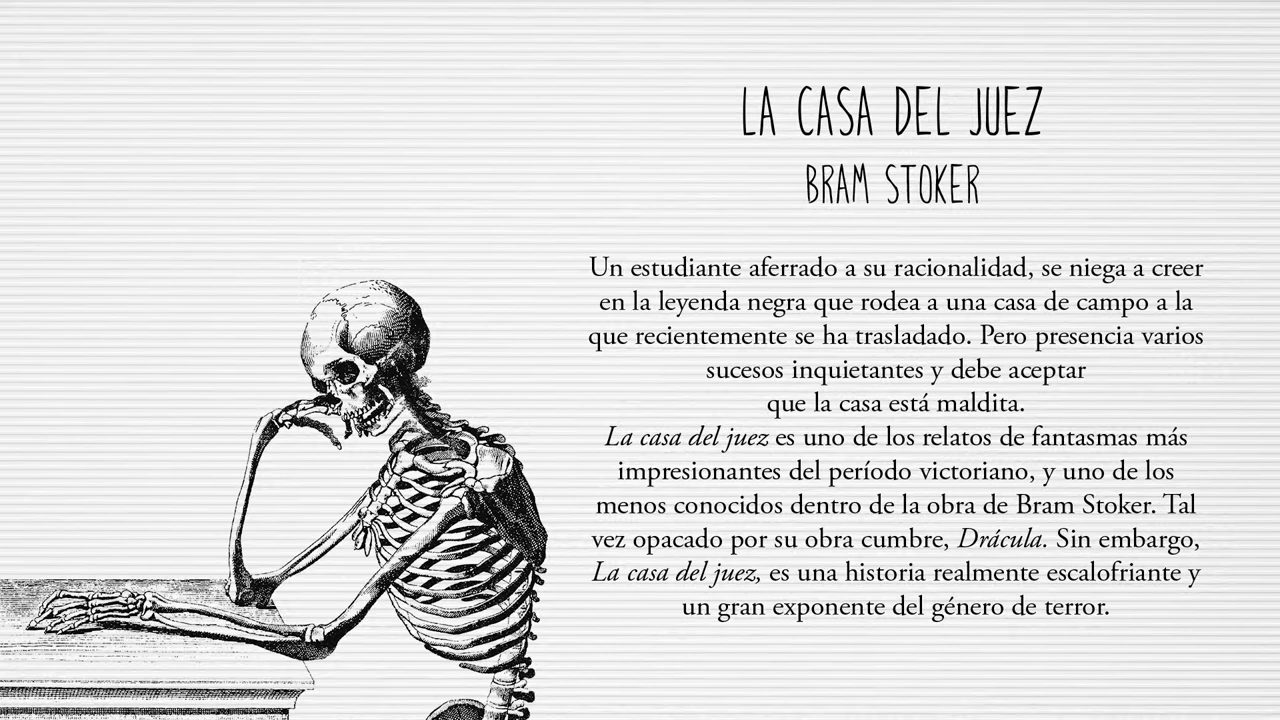 LA CASA DEL JUEZ
BRAM STOKER
Un estudiante aferrado a su racionalidad, se niega a creer
en la leyenda negra que rodea a una casa de campo a la
que recientemente se ha trasladado. Pero presencia varios
sucesos inquietantes y debe aceptar
que la casa está maldita.
La casa del juez es uno de los relatos de fantasmas más
impresionantes del período victoriano, y uno de los
menos conocidos dentro de la obra de Bram Stoker. Tal
vez opacado por su obra cumbre, Drácula. Sin embargo,
La casa del juez, es una historia realmente escalofriante y
un gran exponente del género de terror.